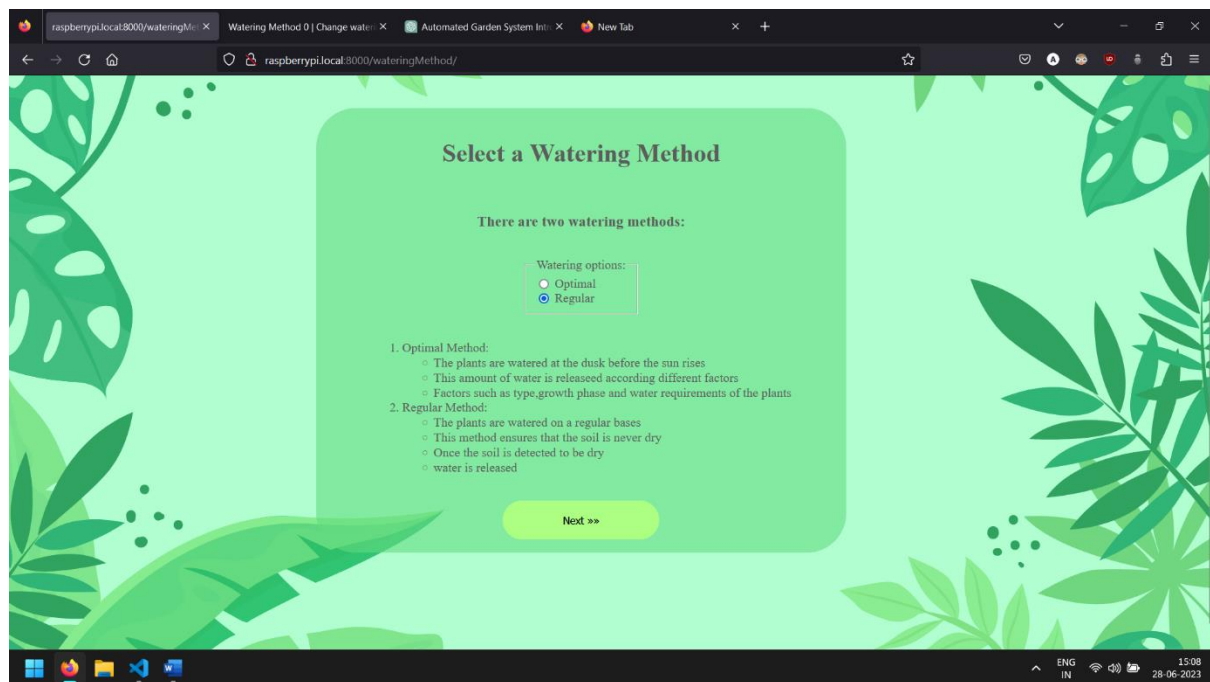 raspberrypi.local:8000/wateringMet
Watering Method 0 | Change wateri
Automated Garden System Intr
New Tab
raspberrypi.local:8000/wateringMethod/
Select a Watering Method
There are two watering methods:
Watering options:
Optimal
Regular
1. Optimal Method:
○ The plants are watered at the dusk before the sun rises
○ This amount of water is releaseed according different factors
○ Factors such as type,growth phase and water requirements of the plants
2. Regular Method:
○ The plants are watered on a regular bases
○ This method ensures that the soil is never dry
○ Once the soil is detected to be dry
○ water is released
Next »»
ENG
IN
15:08
28-06-2023